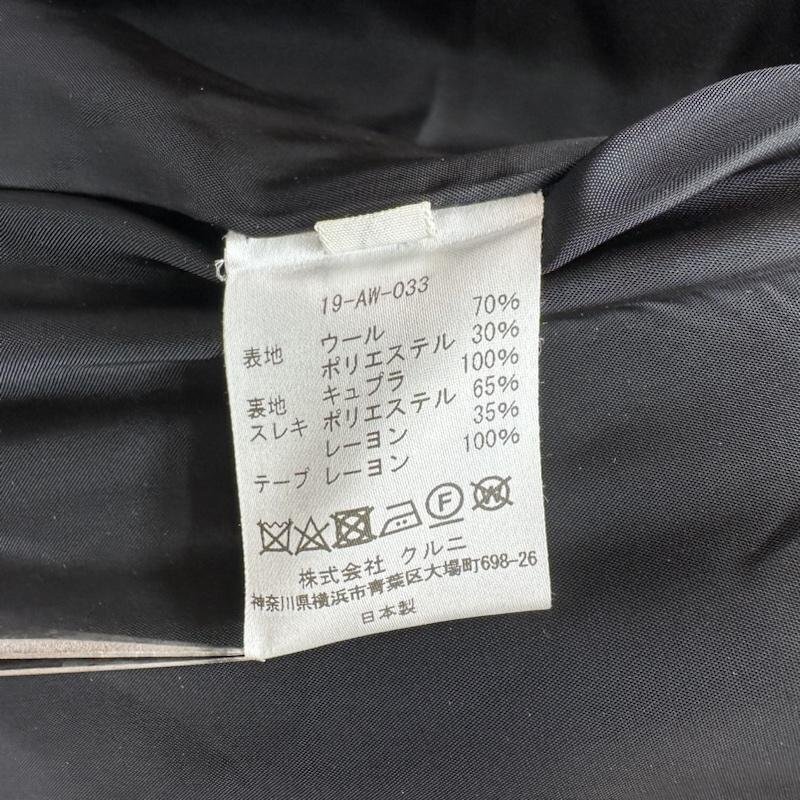 19-AW-033
表地 ウール 70%
ポリエステル 30%
裏地 キュプラ 100%
スレキ ポリエステル 65%
レーヨン 35%
テープ レーヨン 100%
F W
株式会社 クルニ
神奈川県横浜市青葉区大場町698-26
日本製